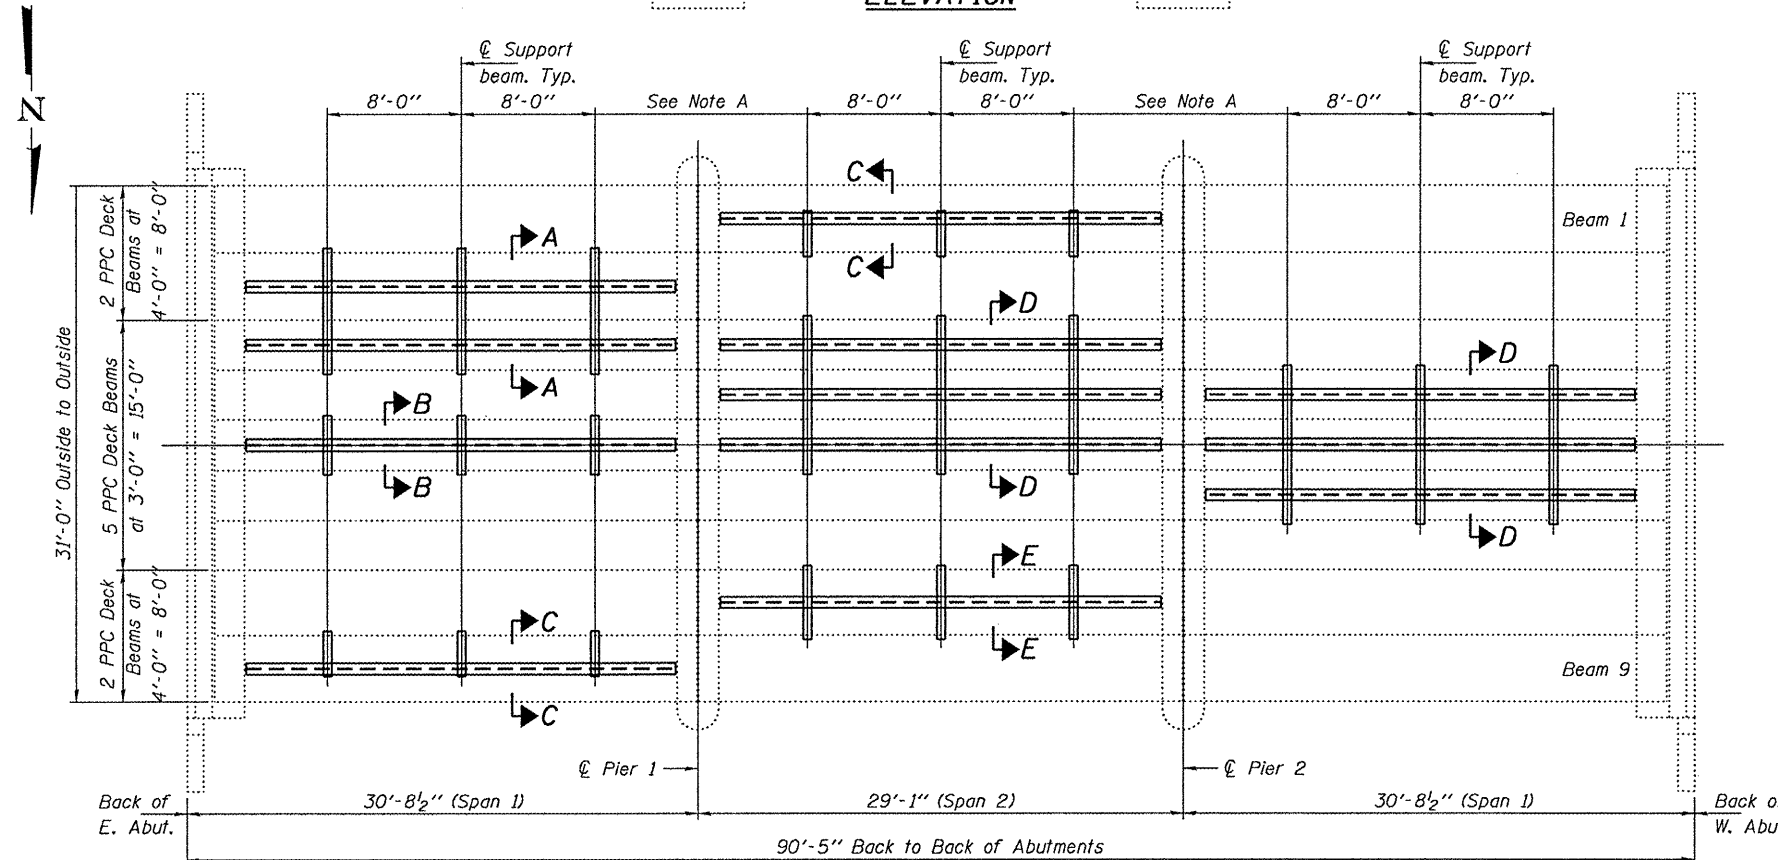 ELEVATION
N
℄ Support
beam. Typ.
℄ Support
beam. Typ.
℄ Support
beam. Typ.
8'-0"
8'-0"
See Note A
8'-0"
8'-0"
See Note A
8'-0"
8'-0"
31'-0" Outside to Outside
2 PPC Deck
Beams at
4'-0" = 8'-0"
5 PPC Deck Beams
at 3'-0" = 15'-0"
2 PPC Deck
Beams at
4'-0" = 8'-0"
C
C
Beam 1
A
A
D
D
D
D
B
B
E
E
C
C
Beam 9
℄ Pier 1
℄ Pier 2
Back of
E. Abut.
30'-8½" (Span 1)
29'-1" (Span 2)
30'-8½" (Span 1)
Back o
W. Abu
90'-5" Back to Back of Abutments